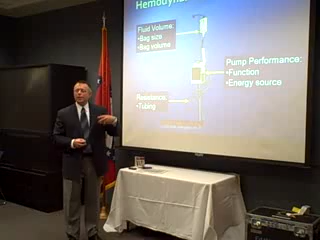 Hemodyna
Fluid Volume:
•Bag size
•Bag volume
Pump Performance:
•Function
•Energy source
Resistance:
•Tubing